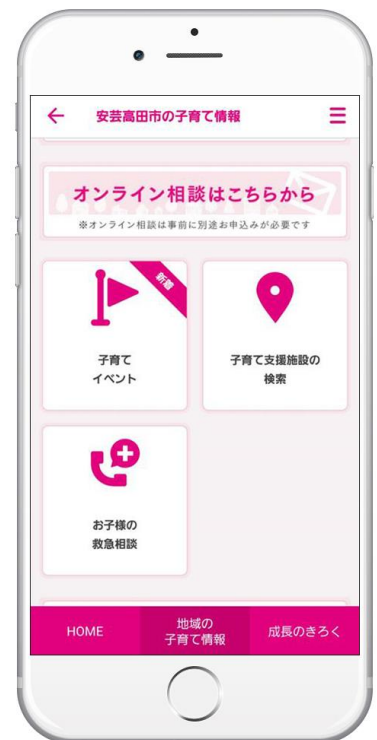 安芸高田市の子育て情報
オンライン相談はこちらから
※オンライン相談は事前に別途お申込みが必要です
新着
子育て
イベント
子育て支援施設の
検索
お子様の
救急相談
HOME
地域の
子育て情報
成長のきろく